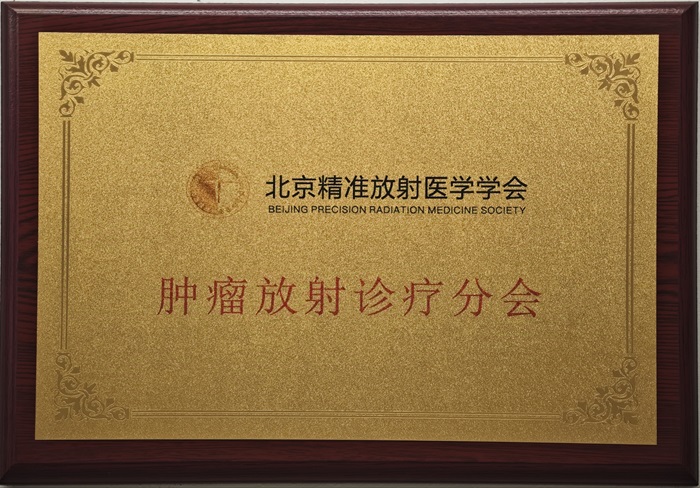 北京精准放射医学学会
BEIJING PRECISION RADIATION MEDICINE SOCIETY
肿瘤放射诊疗分会